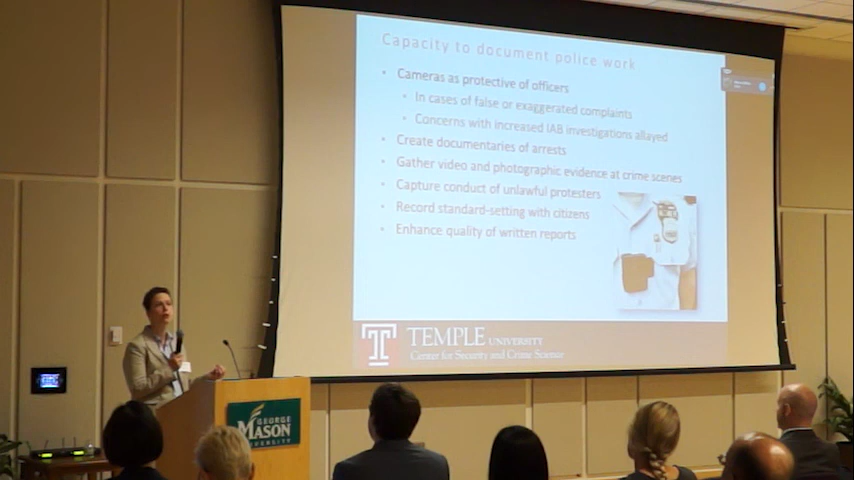 Capacity to document police work
• Cameras as protective of officers
• In cases of false or exaggerated complaints
• Concerns with increased IAB investigations allayed
• Create documentaries of arrests
• Gather video and photographic evidence at crime scenes
• Capture conduct of unlawful protesters
• Record standard-setting with citizens
• Enhance quality of written reports
T
TEMPLE UNIVERSITY
Center for Security and Crime Science
GEORGE
MASON
UNIVERSITY